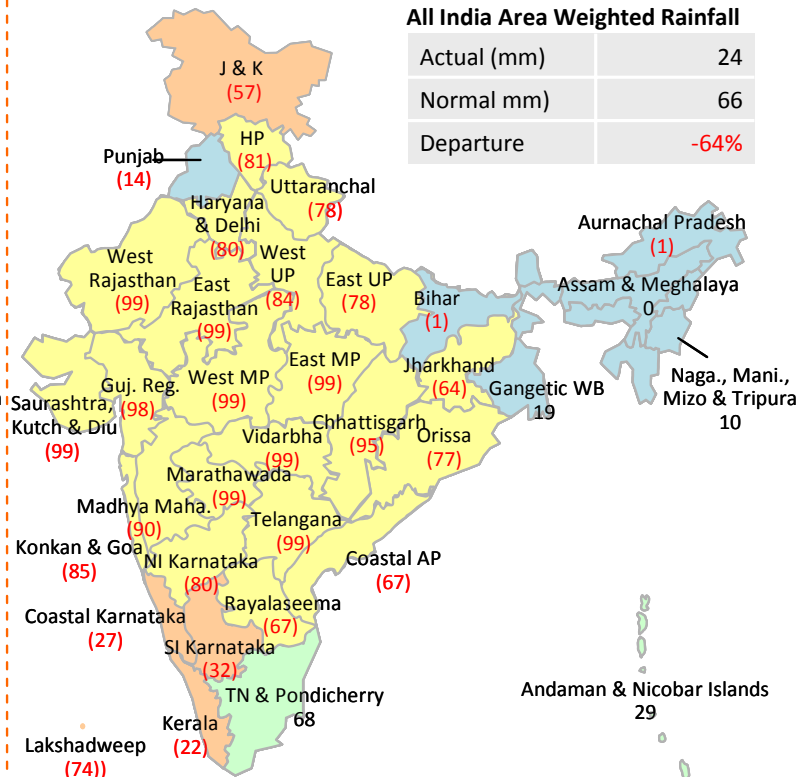 All India Area Weighted Rainfall
Actual (mm) 24
Normal mm) 66
Departure -64%
J & K
(57)
HP
(81)
Punjab
(14)
Uttaranchal
(78)
Haryana
& Delhi
(80)
Aurnachal Pradesh
(1)
West
Rajasthan
(99)
West
UP
(84)
East UP
(78)
East
Rajasthan
(99)
Bihar
(1)
Assam & Meghalaya
0
East MP
(99)
Jharkhand
(64)
Guj. Reg.
(98)
West MP
(99)
Gangetic WB
19
Naga., Mani.,
Mizo & Tripura
10
Saurashtra,
Kutch & Diu
(99)
Chhattisgarh
(95)
Orissa
(77)
Vidarbha
(99)
Marathawada
(99)
Madhya Maha.
(90)
Telangana
(99)
Konkan & Goa
(85)
NI Karnataka
(80)
Coastal AP
(67)
Rayalaseema
(67)
Coastal Karnataka
(27)
SI Karnataka
(32)
TN & Pondicherry
68
Andaman & Nicobar Islands
29
Kerala
(22)
Lakshadweep
(74))